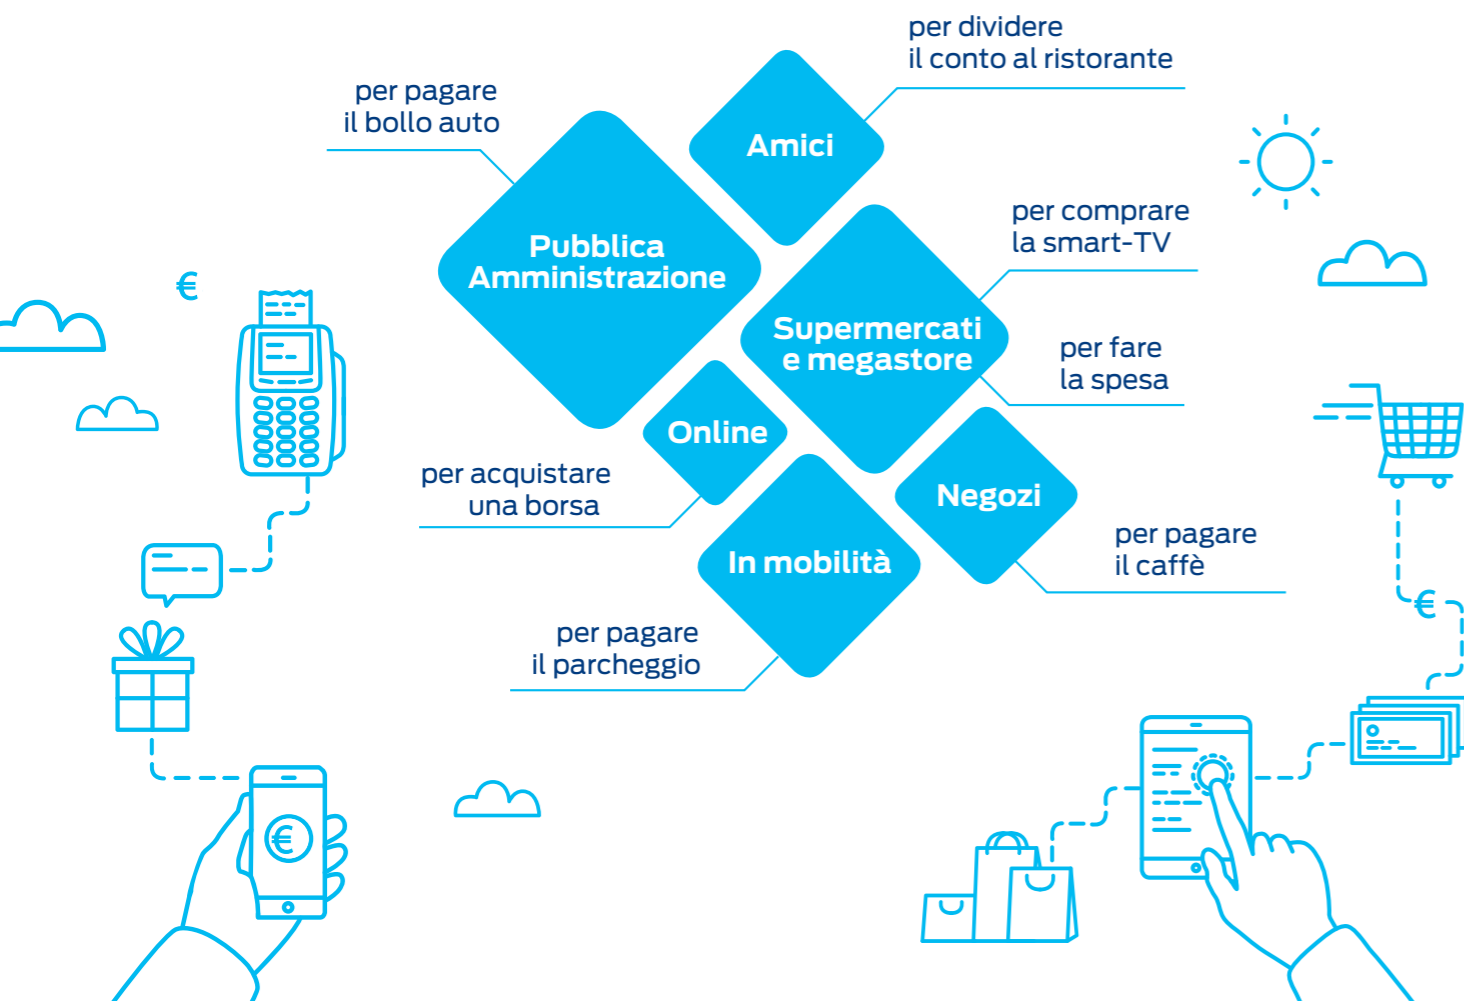 per dividere
il conto al ristorante
per pagare
il bollo auto
Amici
per comprare
la smart-TV
Pubblica
Amministrazione
€
Supermercati
e megastore
per fare
la spesa
Online
per acquistare
una borsa
Negozi
per pagare
il caffè
In mobilità
€
per pagare
il parcheggio
€